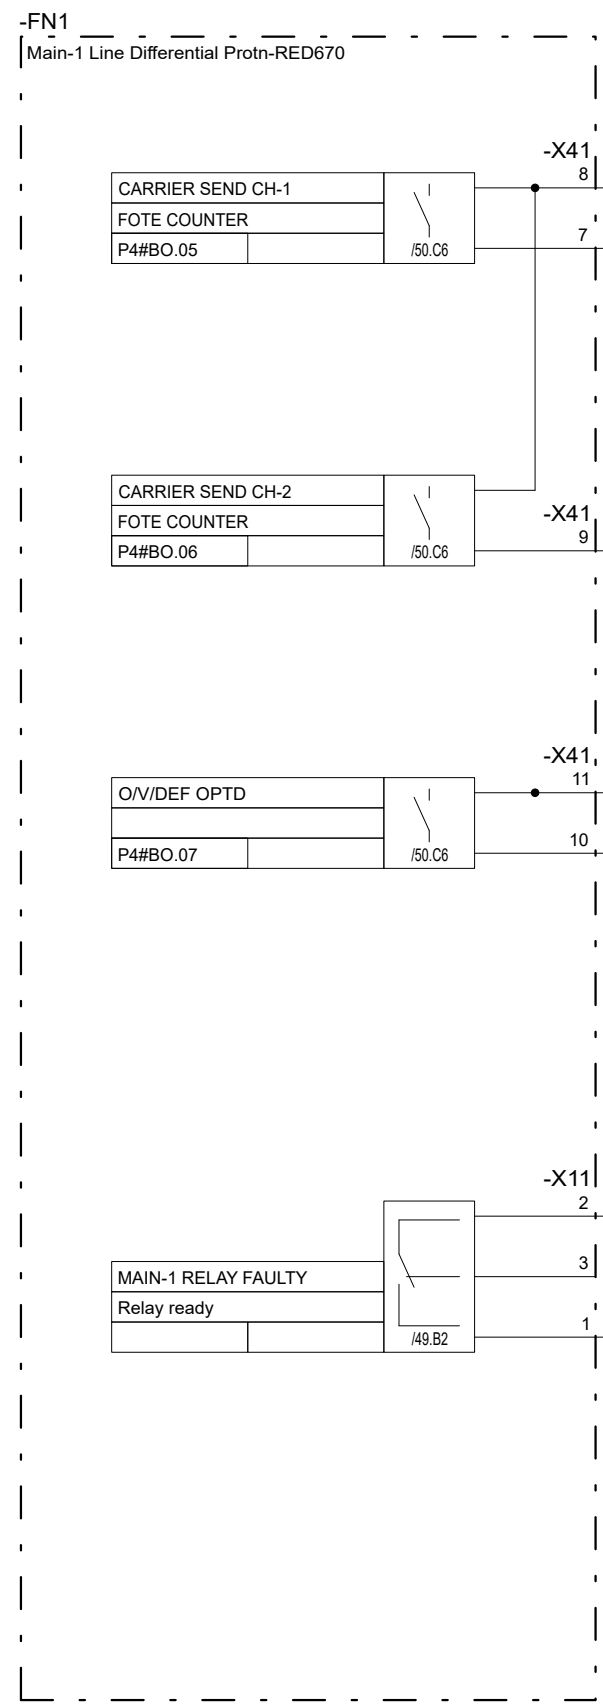 -FN1
Main-1 Line Differential Protn-RED670
-X41
8
CARRIER SEND CH-1
FOTE COUNTER
7
P4#BO.05
/50.C6
CARRIER SEND CH-2
-X41
FOTE COUNTER
9
P4#BO.06
/50.C6
-X41
11
O/V/DEF OPTD
10
P4#BO.07
/50.C6
-X11
2
3
MAIN-1 RELAY FAULTY
Relay ready
1
/49.B2